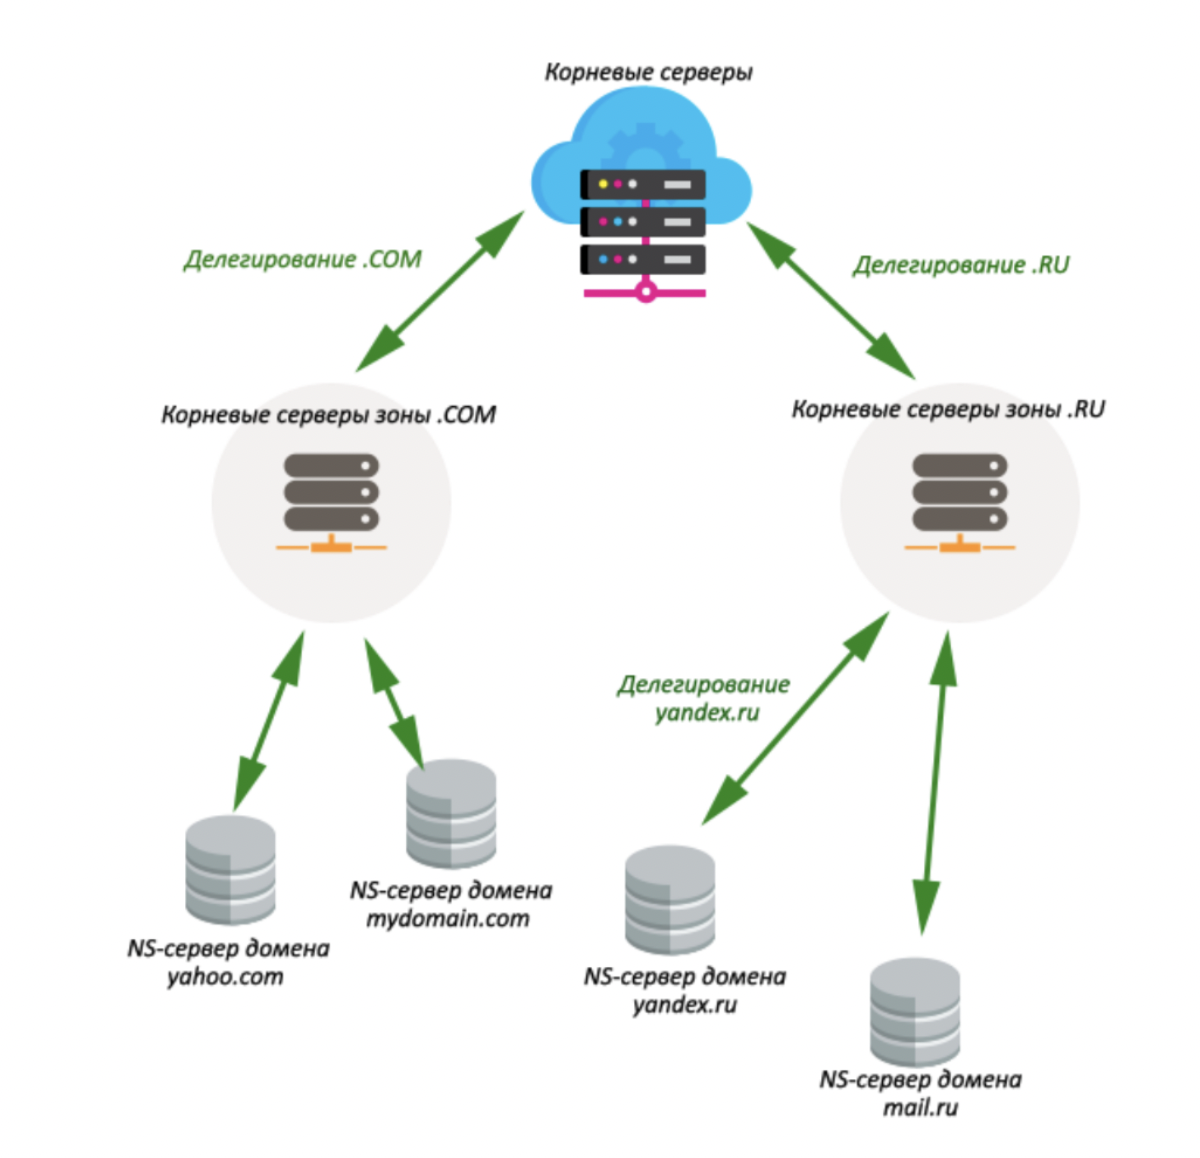 Корневые серверы
Делегирование .COM
Делегирование .RU
Корневые серверы зоны .COM
Корневые серверы зоны .RU
Делегирование
yandex.ru
NS-сервер домена
mydomain.com
NS-сервер домена
yahoo.com
NS-сервер домена
yandex.ru
NS-сервер домена
mail.ru